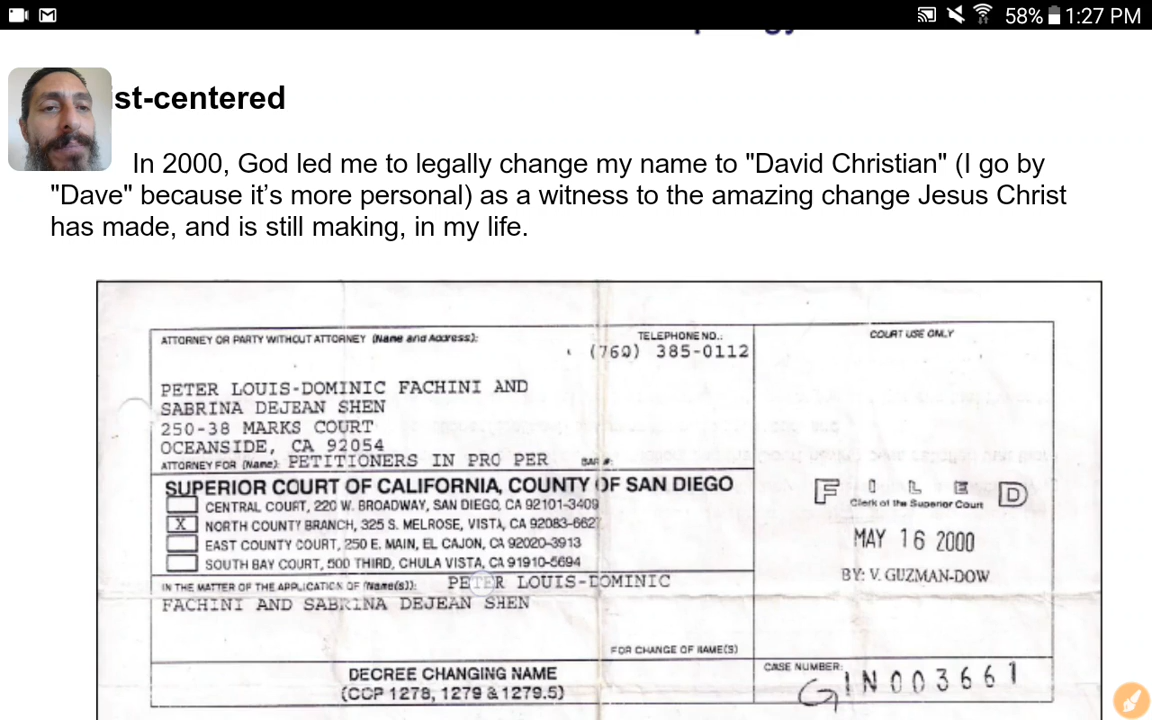 58% 1:27 PM
st-centered
In 2000, God led me to legally change my name to "David Christian" (I go by
"Dave" because it’s more personal) as a witness to the amazing change Jesus Christ
has made, and is still making, in my life.
ATTORNEY OR PARTY WITHOUT ATTORNEY (Name and Address):
TELEPHONE NO.:
COURT USE ONLY
(760) 385-0112
PETER LOUIS-DOMINIC FACHINI AND
SABRINA DEJEAN SHEN
250-38 MARKS COURT
OCEANSIDE, CA 92054
ATTORNEY FOR (Name): PETITIONERS IN PRO PER BAR #:
SUPERIOR COURT OF CALIFORNIA, COUNTY OF SAN DIEGO
CENTRAL COURT, 220 W. BROADWAY, SAN DIEGO, CA 92101-3409
X NORTH COUNTY BRANCH, 325 S. MELROSE, VISTA, CA 92083-6627
EAST COUNTY COURT, 250 E. MAIN, EL CAJON, CA 92020-3913
SOUTH BAY COURT, 500 THIRD, CHULA VISTA, CA 91910-5694
FILED
Clerk of the Superior Court
MAY 16 2000
BY: V. GUZMAN-DOW
IN THE MATTER OF THE APPLICATION OF (Name(s)): PETER LOUIS-DOMINIC
FACHINI AND SABRINA DEJEAN SHEN
FOR CHANGE OF NAME(S)
DECREE CHANGING NAME
(CCP 1278, 1279 & 1279.5)
CASE NUMBER:
GIN003661